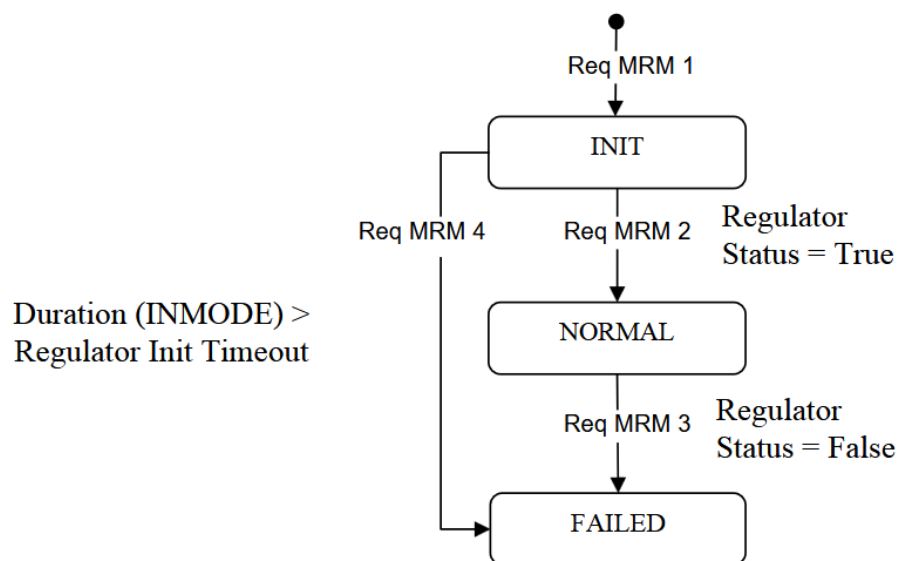 Req MRM 1
INIT
Req MRM 4
Req MRM 2
Regulator
Status = True
Duration (INMODE) >
Regulator Init Timeout
NORMAL
Req MRM 3
Regulator
Status = False
FAILED